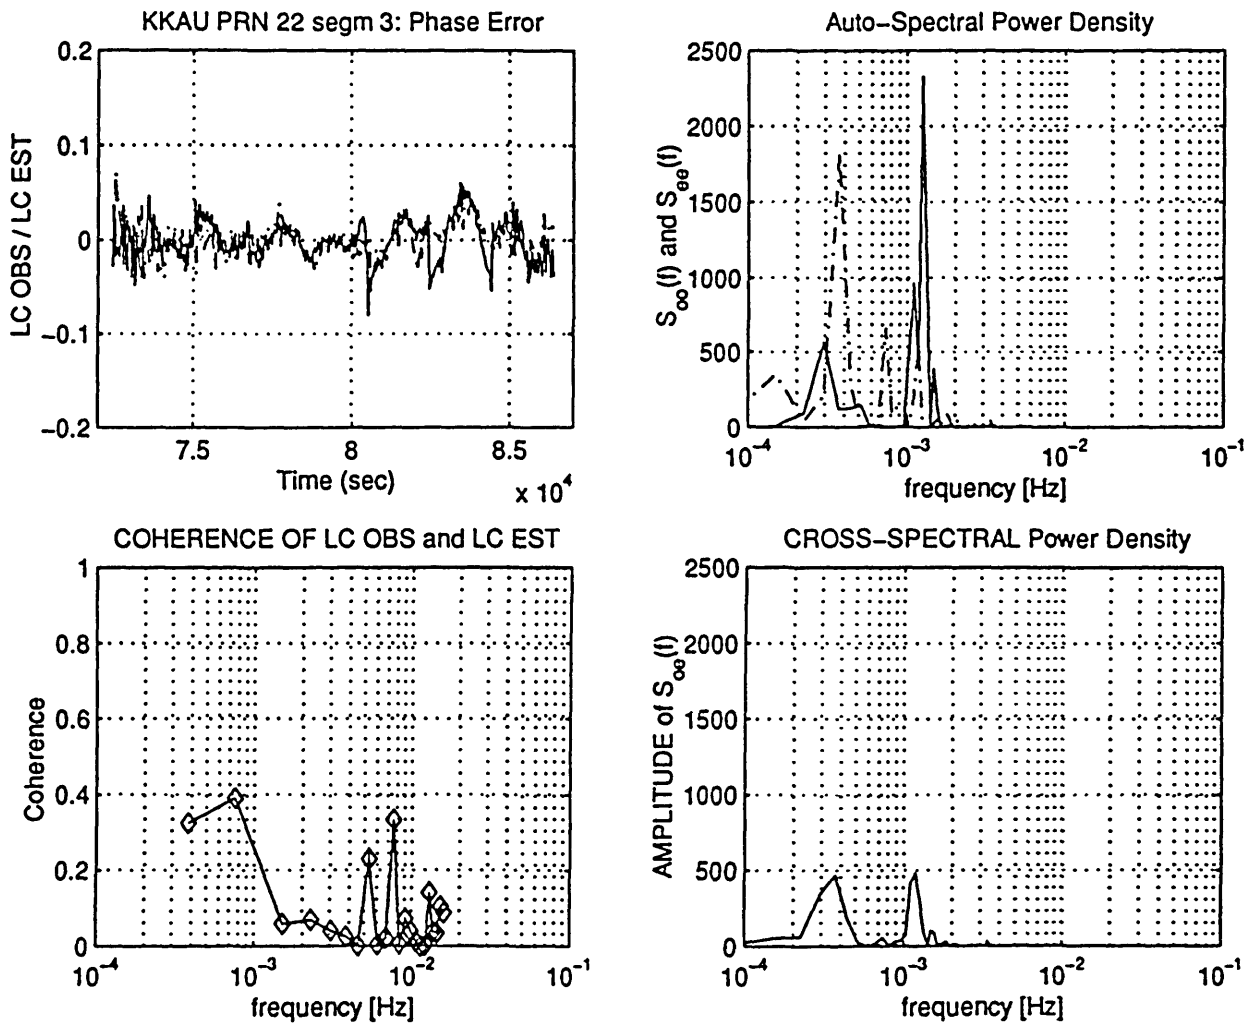 KKAU PRN 22 segm 3: Phase Error
0.2
0.1
0
−0.1
−0.2
LC OBS / LC EST
7.5
8
8.5
Time (sec)
x 10⁴
Auto−Spectral Power Density
2500
2000
1500
1000
500
0
S_oo(f) and S_ee(f)
10⁻⁴
10⁻³
10⁻²
10⁻¹
frequency [Hz]
COHERENCE OF LC OBS and LC EST
1
0.8
0.6
0.4
0.2
0
Coherence
10⁻⁴
10⁻³
10⁻²
10⁻¹
frequency [Hz]
CROSS−SPECTRAL Power Density
2500
2000
1500
1000
500
0
AMPLITUDE of S_oe(f)
10⁻⁴
10⁻³
10⁻²
10⁻¹
frequency [Hz]